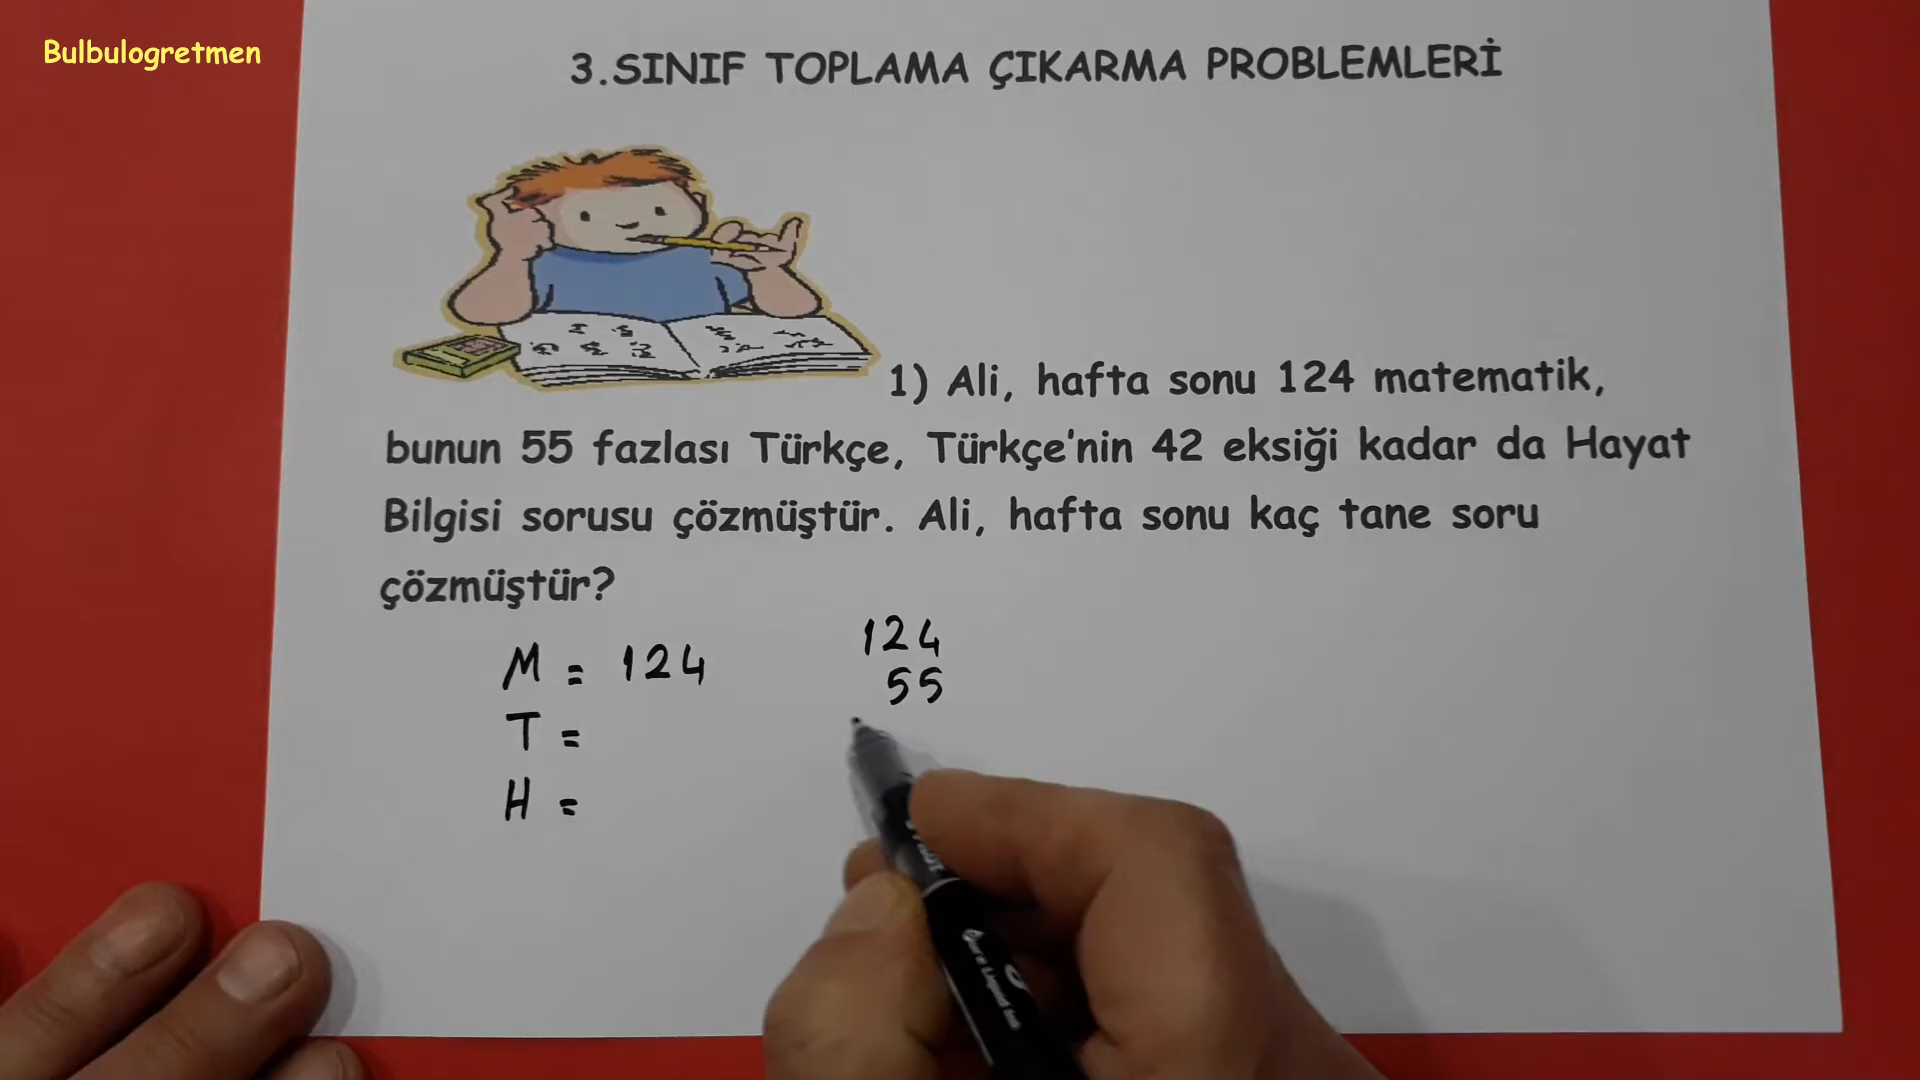 Bulbulogretmen
3.SINIF TOPLAMA ÇIKARMA PROBLEMLERİ
1) Ali, hafta sonu 124 matematik,
bunun 55 fazlası Türkçe, Türkçe'nin 42 eksiği kadar da Hayat
Bilgisi sorusu çözmüştür. Ali, hafta sonu kaç tane soru
çözmüştür?
M = 124
T =
H =
124
55